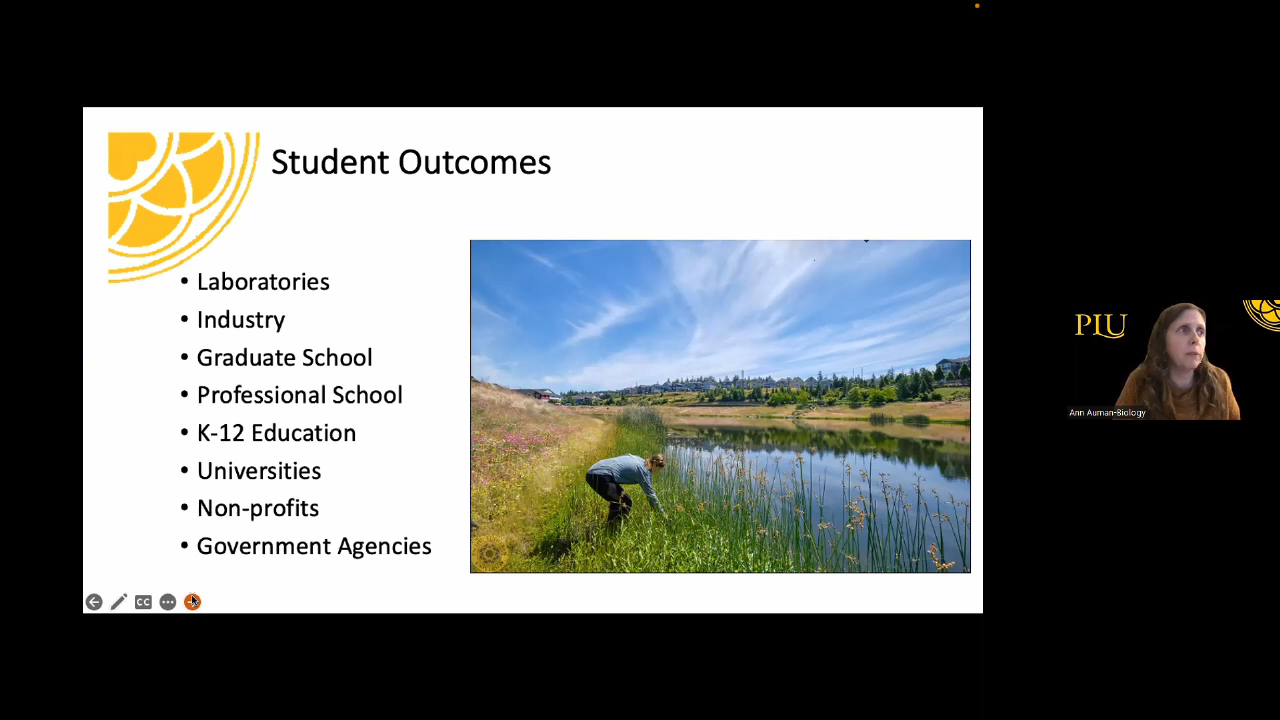 Student Outcomes
• Laboratories
• Industry
• Graduate School
• Professional School
• K-12 Education
• Universities
• Non-profits
• Government Agencies
CC
PLU
Ann Auman-Biology